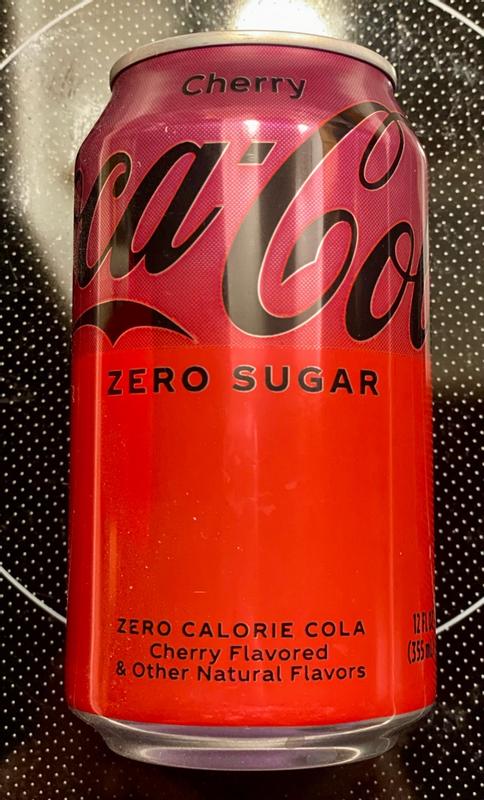 Cherry
Coca-Cola
ZERO SUGAR
ZERO CALORIE COLA
Cherry Flavored
& Other Natural Flavors
12 FL OZ
(355 mL)